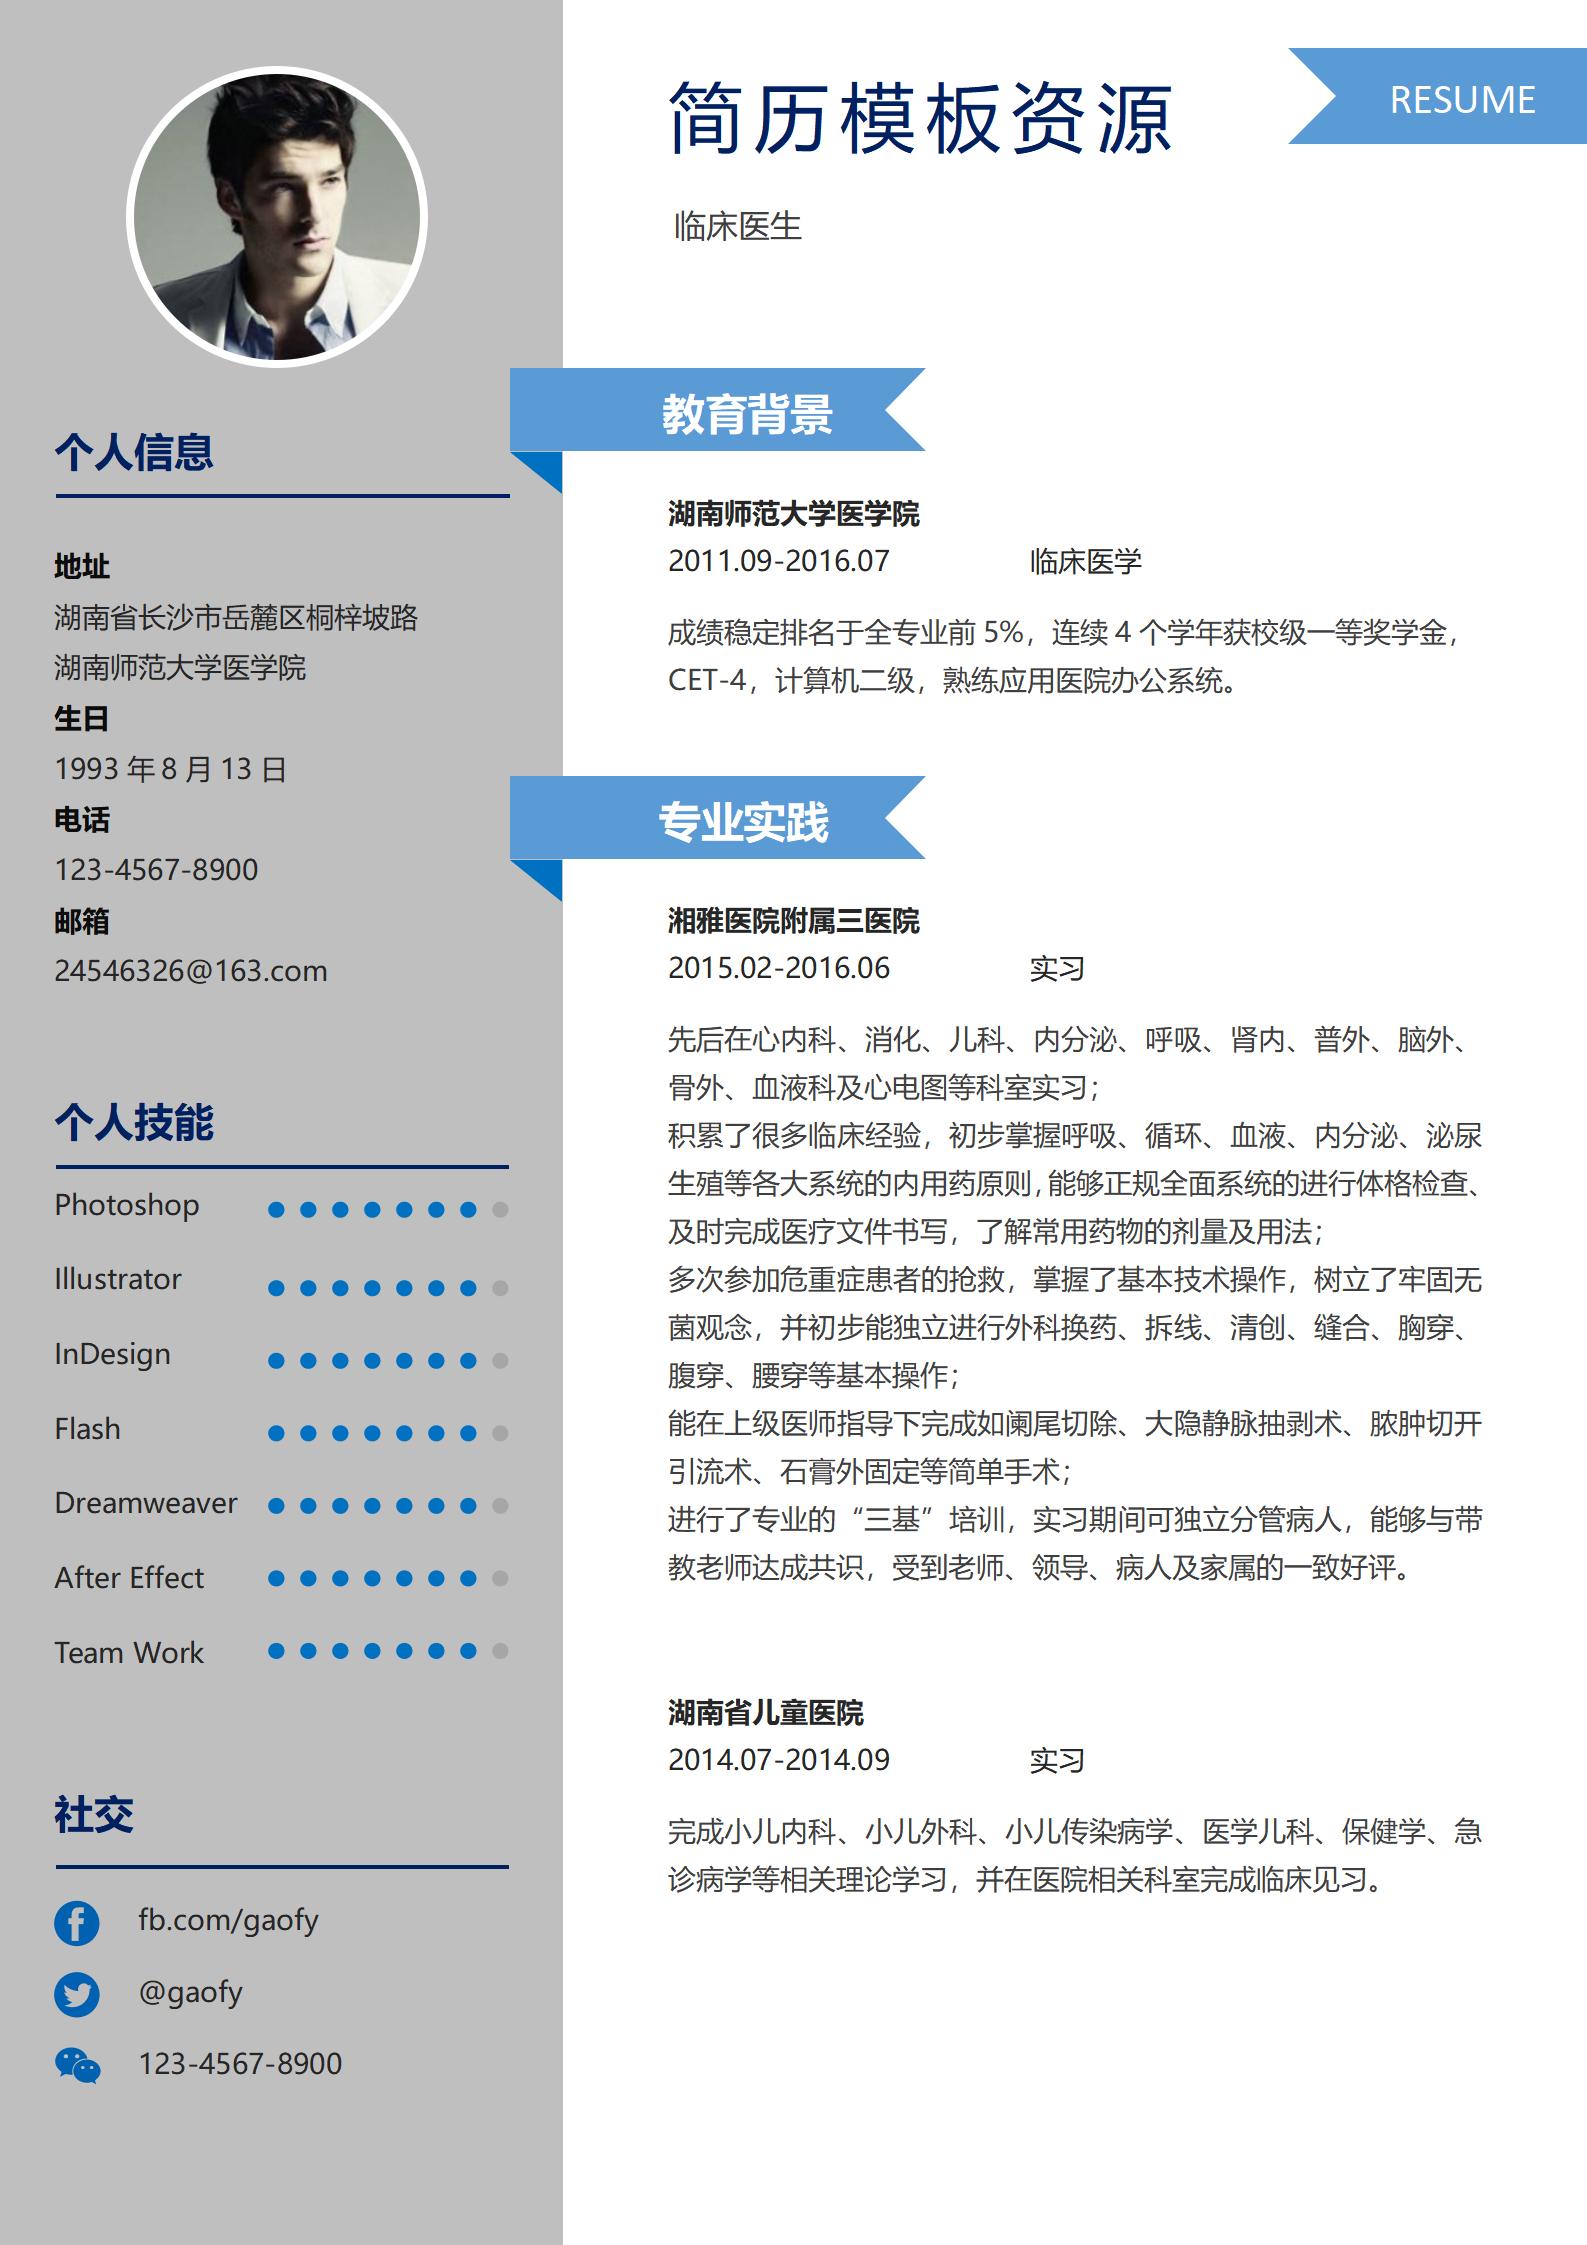 简历模板资源
RESUME
临床医生
个人信息
地址
湖南省长沙市岳麓区桐梓坡路
湖南师范大学医学院
生日
1993 年 8 月 13 日
电话
123-4567-8900
邮箱
24546326@163.com
个人技能
Photoshop
Illustrator
InDesign
Flash
Dreamweaver
After Effect
Team Work
社交
fb.com/gaofy
@gaofy
123-4567-8900
教育背景
湖南师范大学医学院
2011.09-2016.07 临床医学
成绩稳定排名于全专业前 5%，连续 4 个学年获校级一等奖学金，
CET-4，计算机二级，熟练应用医院办公系统。
专业实践
湘雅医院附属三医院
2015.02-2016.06 实习
先后在心内科、消化、儿科、内分泌、呼吸、肾内、普外、脑外、
骨外、血液科及心电图等科室实习；
积累了很多临床经验，初步掌握呼吸、循环、血液、内分泌、泌尿
生殖等各大系统的内用药原则，能够正规全面系统的进行体格检查、
及时完成医疗文件书写，了解常用药物的剂量及用法；
多次参加危重症患者的抢救，掌握了基本技术操作，树立了牢固无
菌观念，并初步能独立进行外科换药、拆线、清创、缝合、胸穿、
腹穿、腰穿等基本操作；
能在上级医师指导下完成如阑尾切除、大隐静脉抽剥术、脓肿切开
引流术、石膏外固定等简单手术；
进行了专业的“三基”培训，实习期间可独立分管病人，能够与带
教老师达成共识，受到老师、领导、病人及家属的一致好评。
湖南省儿童医院
2014.07-2014.09 实习
完成小儿内科、小儿外科、小儿传染病学、医学儿科、保健学、急
诊病学等相关理论学习，并在医院相关科室完成临床见习。